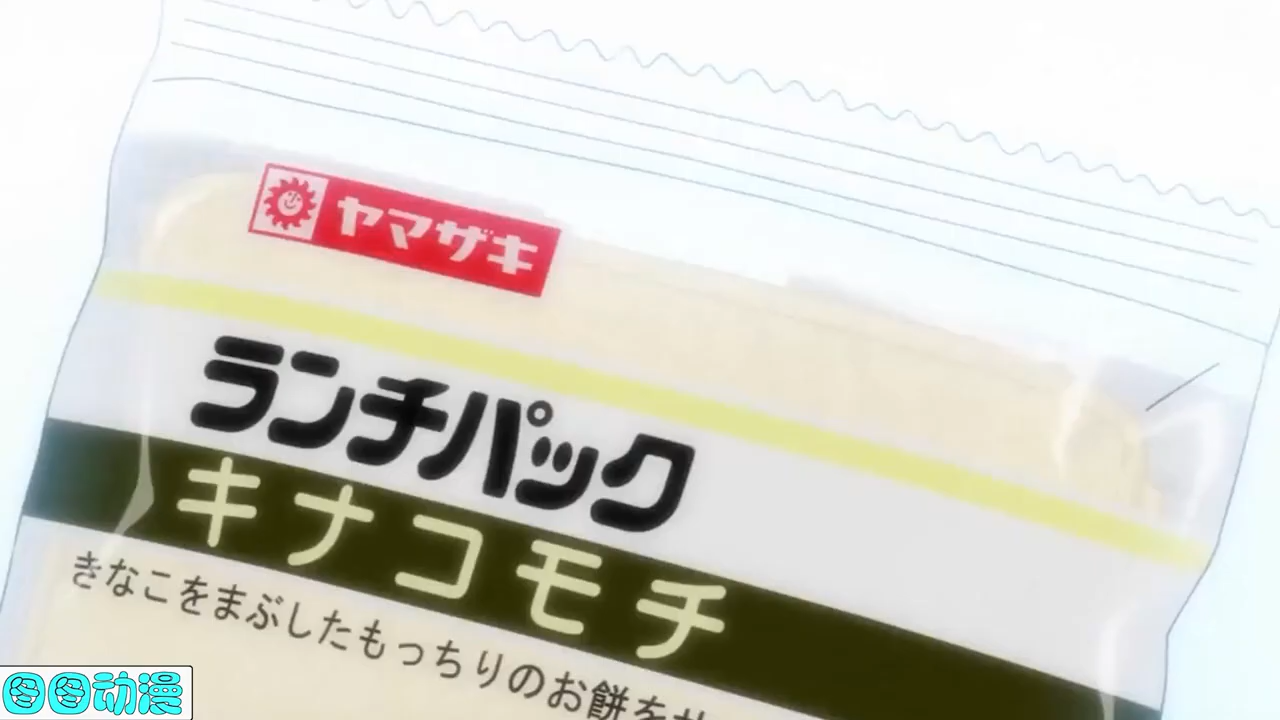 ヤマザキ
ランチパック
キナコモチ
きなこをまぶしたもっちりのお餅を
图图动漫